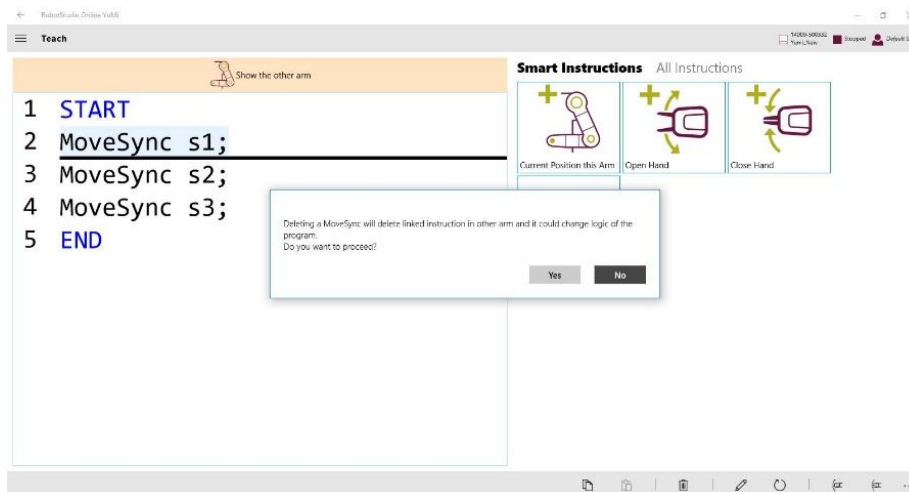 RobotStudio Online YuMi
Teach
14000-500332
Stopped
Show the other arm
Smart Instructions All Instructions
1 START
2 MoveSync s1;
3 MoveSync s2;
4 MoveSync s3;
5 END
Current Position this Arm
Open Hand
Close Hand
Deleting a MoveSync will delete linked instruction in other arm and it could change logic of the
program.
Do you want to proceed?
Yes
No